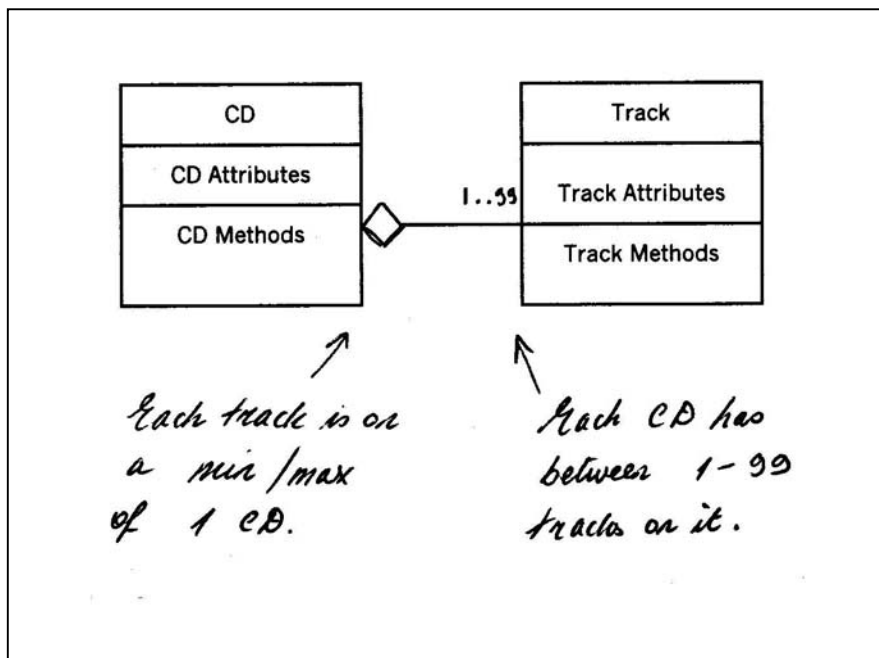 CD
CD Attributes
CD Methods
1..99
Track
Track Attributes
Track Methods
Each track is on
a min/max
of 1 CD.
Each CD has
between 1-99
tracks on it.